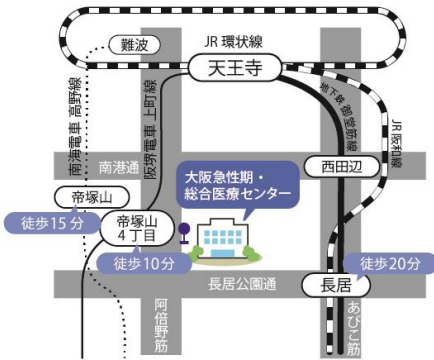 難波
JR 環状線
天王寺
南海電車 高野線
阪堺電車 上町線
地下鉄 御堂筋線
JR 阪和線
南港通
大阪急性期・
総合医療センター
西田辺
帝塚山
徒歩15分
帝塚山
4丁目
徒歩10分
徒歩20分
長居公園通
長居
阿倍野筋
あびこ筋